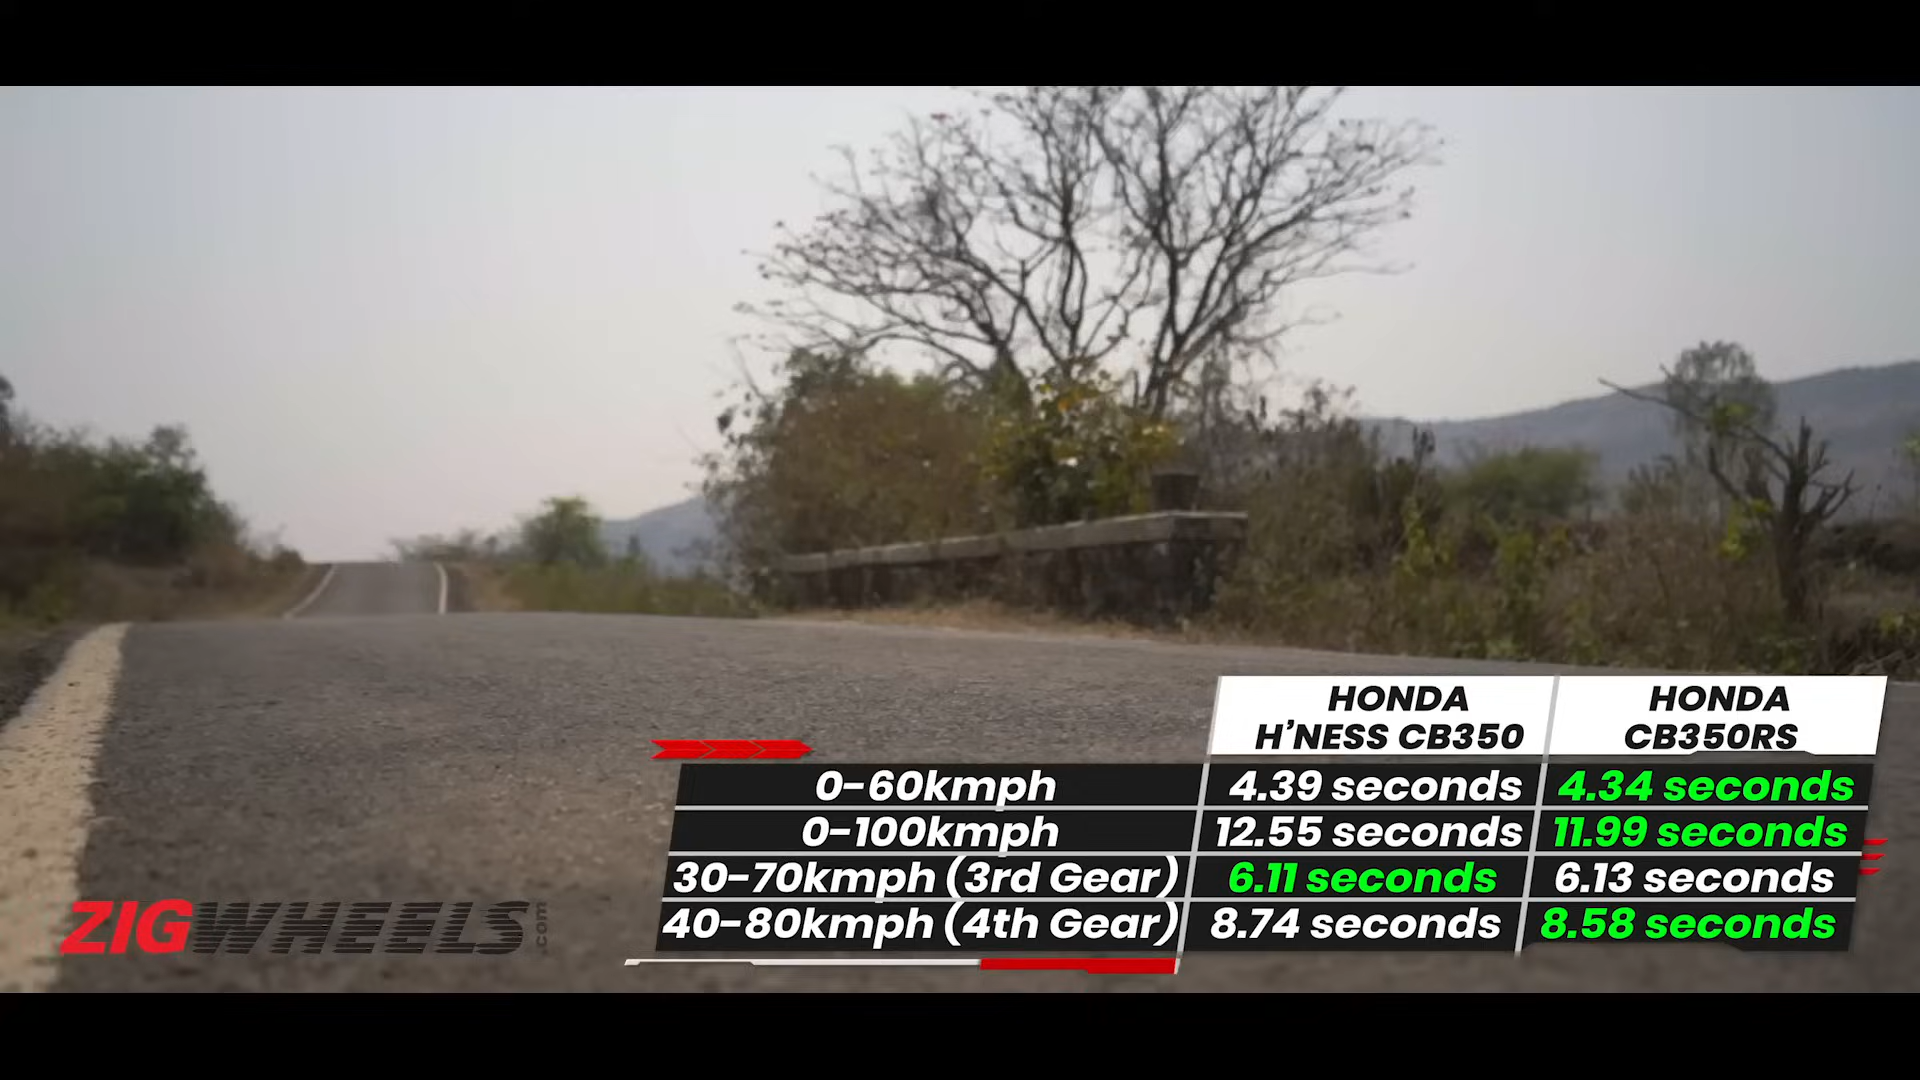 HONDA
H'NESS CB350
HONDA
CB350RS
0-60kmph 4.39 seconds 4.34 seconds
0-100kmph 12.55 seconds 11.99 seconds
30-70kmph (3rd Gear) 6.11 seconds 6.13 seconds
40-80kmph (4th Gear) 8.74 seconds 8.58 seconds
ZIGWHEELS.com